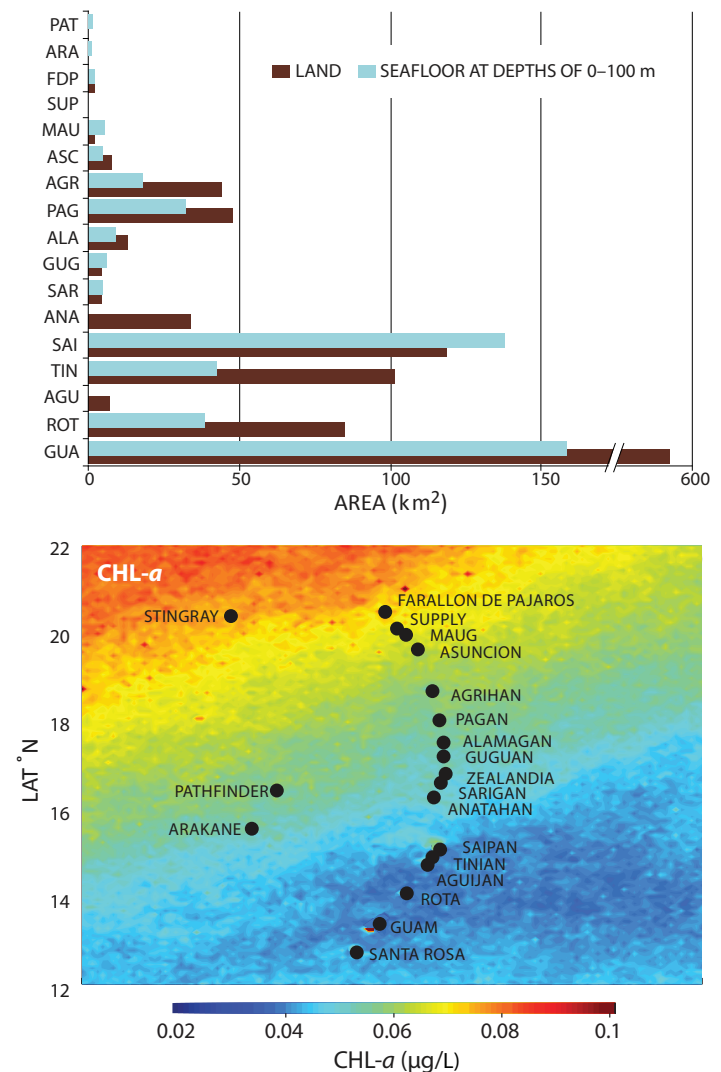 PAT
ARA
FDP
LAND SEAFLOOR AT DEPTHS OF 0–100 m
SUP
MAU
ASC
AGR
PAG
ALA
GUG
SAR
ANA
SAI
TIN
AGU
ROT
GUA
0 50 100 150 600
AREA (km²)
22
CHL-a
FARALLON DE PAJAROS
STINGRAY
SUPPLY
20
MAUG
ASUNCION
AGRIHAN
18
PAGAN
ALAMAGAN
GUGUAN
ZEALANDIA
PATHFINDER
SARIGAN
16
ANATAHAN
ARAKANE
SAIPAN
TINIAN
AGUIJAN
14
ROTA
GUAM
SANTA ROSA
12
LAT °N
0.02 0.04 0.06 0.08 0.1
CHL-a (µg/L)